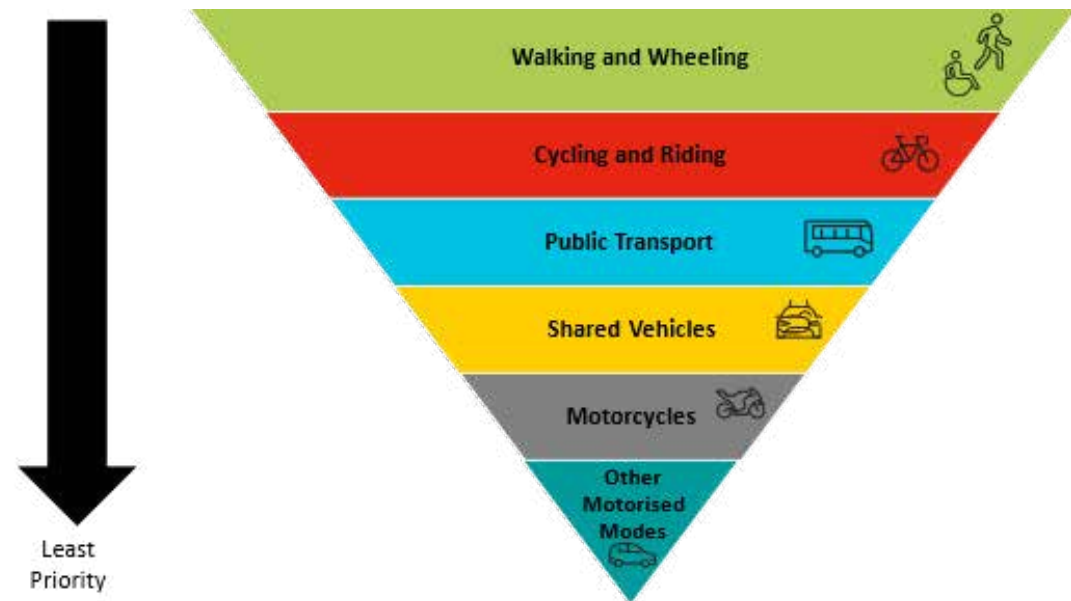 Walking and Wheeling
Cycling and Riding
Public Transport
Shared Vehicles
Motorcycles
Other
Motorised
Modes
Least
Priority